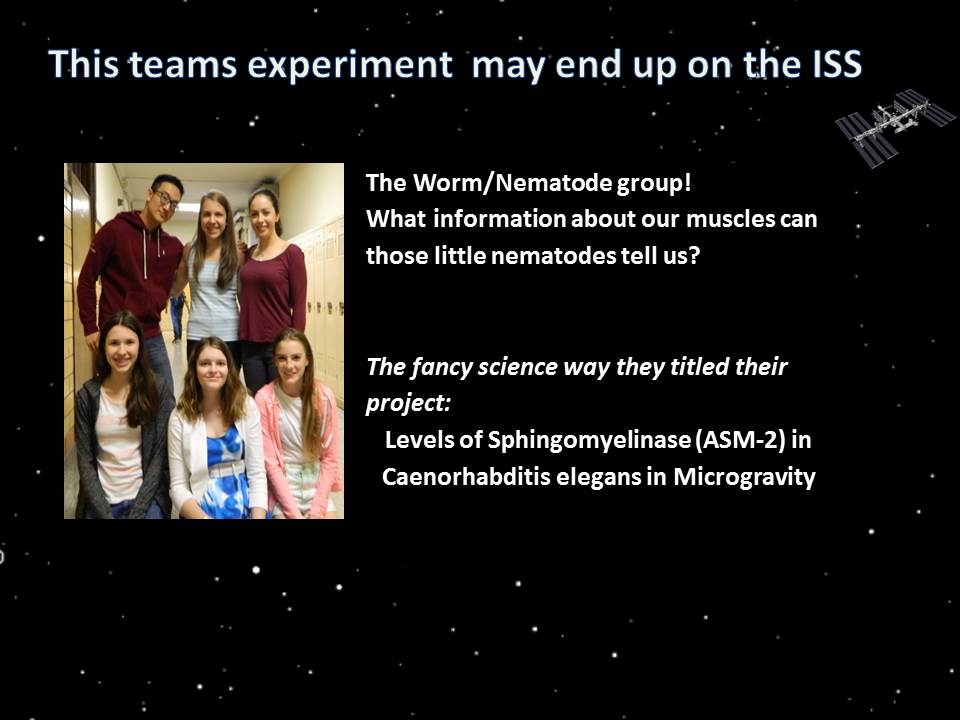 This teams experiment  may end up on the ISS
The Worm/Nematode group!
What information about our muscles can
those little nematodes tell us?
The fancy science way they titled their
project:
Levels of Sphingomyelinase (ASM-2) in
Caenorhabditis elegans in Microgravity